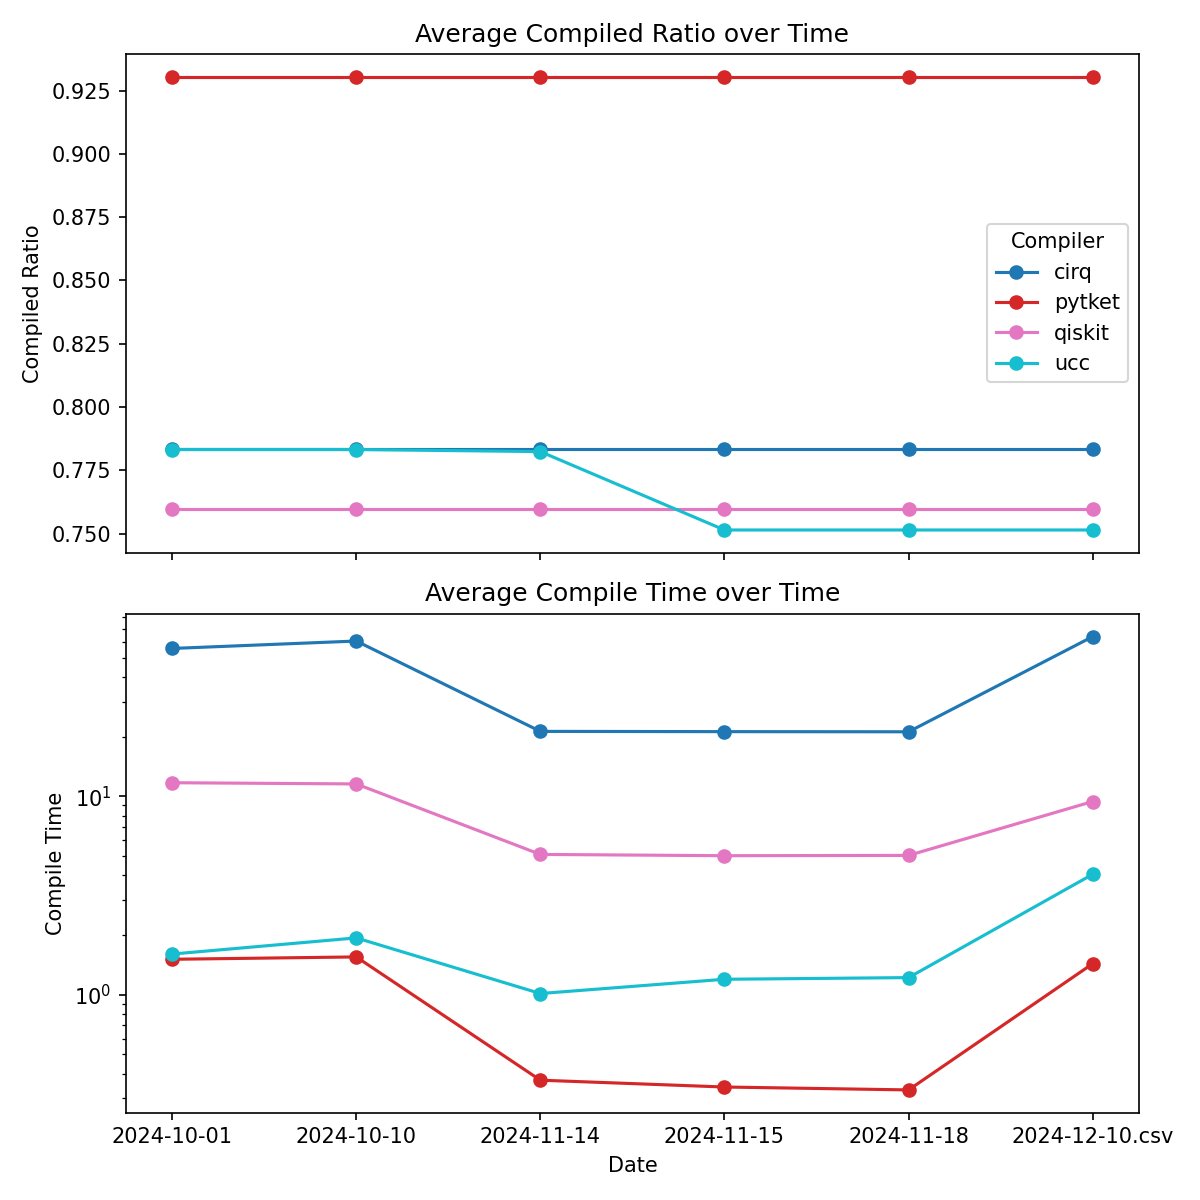 Average Compiled Ratio over Time
0.925
0.900
0.875
0.850
0.825
0.800
0.775
0.750
Compiled Ratio
Compiler
cirq
pytket
qiskit
ucc
Average Compile Time over Time
10¹
10⁰
Compile Time
2024-10-01 2024-10-10 2024-11-14 2024-11-15 2024-11-18 2024-12-10.csv
Date